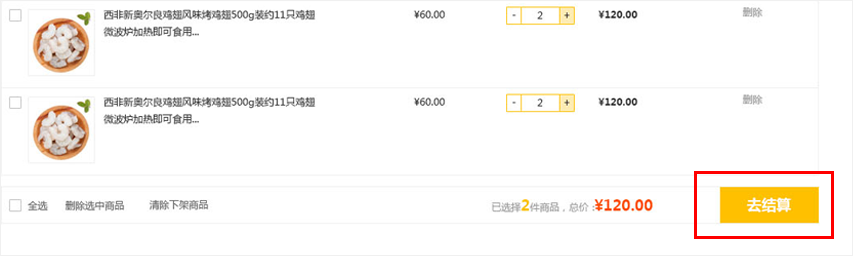 西非新奥尔良鸡翅风味烤鸡翅500g装约11只鸡翅 ¥60.00 - 2 + ¥120.00 删除
微波炉加热即可食用...
西非新奥尔良鸡翅风味烤鸡翅500g装约11只鸡翅 ¥60.00 - 2 + ¥120.00 删除
微波炉加热即可食用...
全选 删除选中商品 清除下架商品 已选择2件商品，总价：¥120.00 去结算